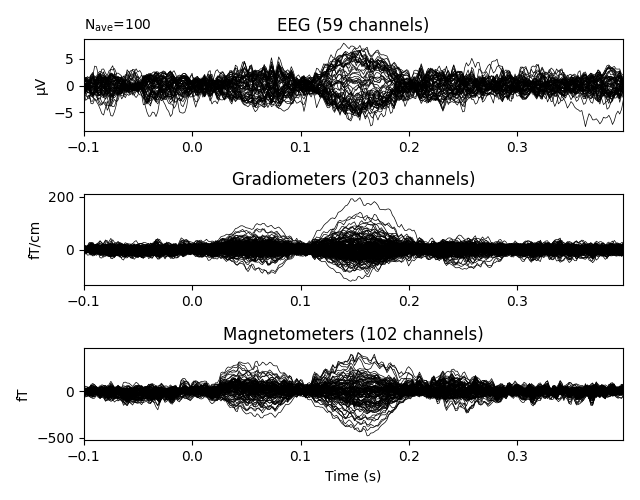 N_ave=100
EEG (59 channels)
5
0
−5
µV
−0.1 0.0 0.1 0.2 0.3
Gradiometers (203 channels)
200
0
fT/cm
−0.1 0.0 0.1 0.2 0.3
Magnetometers (102 channels)
0
−500
fT
−0.1 0.0 0.1 0.2 0.3
Time (s)